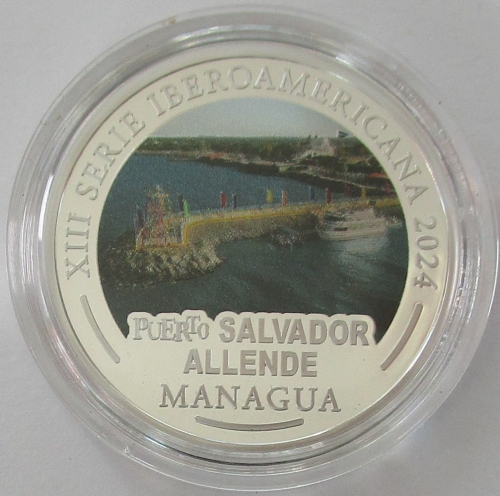 XIII SERIE IBEROAMERICANA 2024
PUERTO SALVADOR
ALLENDE
MANAGUA